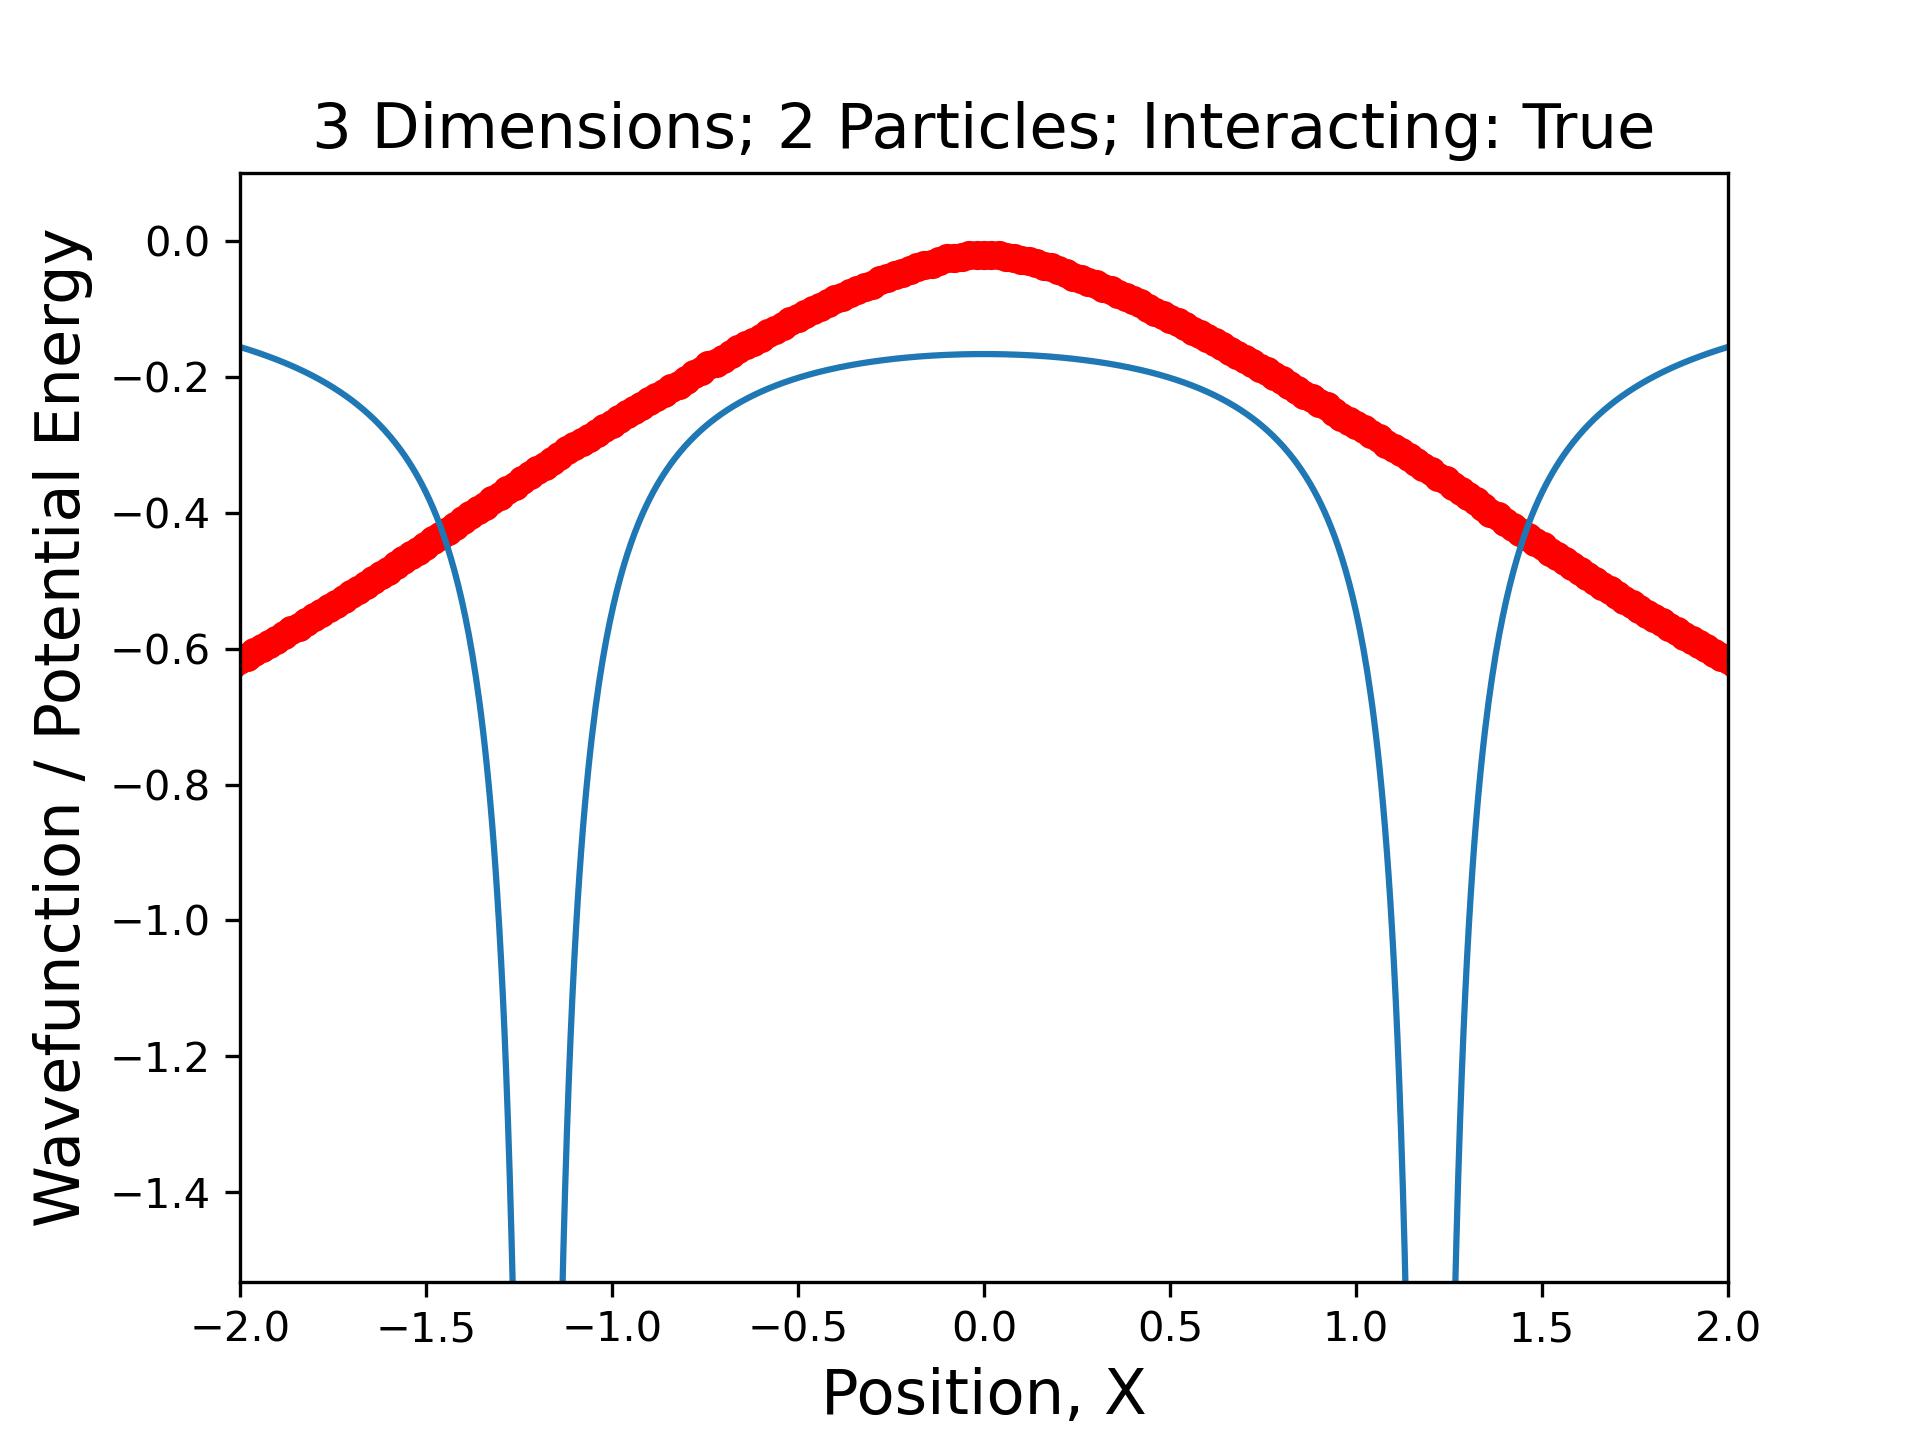 3 Dimensions; 2 Particles; Interacting: True
Wavefunction / Potential Energy
0.0
−0.2
−0.4
−0.6
−0.8
−1.0
−1.2
−1.4
−2.0 −1.5 −1.0 −0.5 0.0 0.5 1.0 1.5 2.0
Position, X